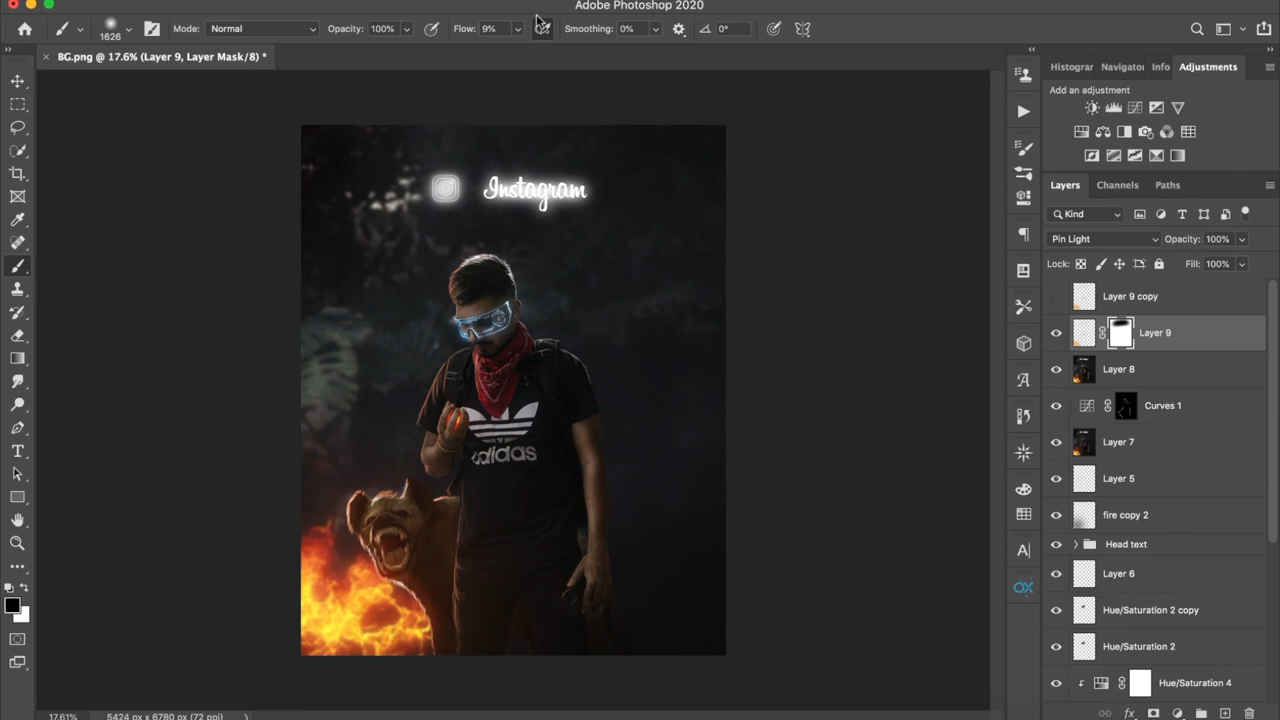 Adobe Photoshop 2020
1626
Mode: Normal
Opacity: 100%
Flow: 9%
Smoothing: 0%
0°
BG.png @ 17.6% (Layer 9, Layer Mask/8) *
Instagram
adidas
Histogram
Navigator
Info
Adjustments
Add an adjustment
Layers
Channels
Paths
Kind
Pin Light
Opacity: 100%
Lock:
Fill: 100%
Layer 9 copy
Layer 9
Layer 8
Curves 1
Layer 7
Layer 5
fire copy 2
Head text
Layer 6
Hue/Saturation 2 copy
Hue/Saturation 2
Hue/Saturation 4
17.61%
5424 px x 6780 px (72 ppi)